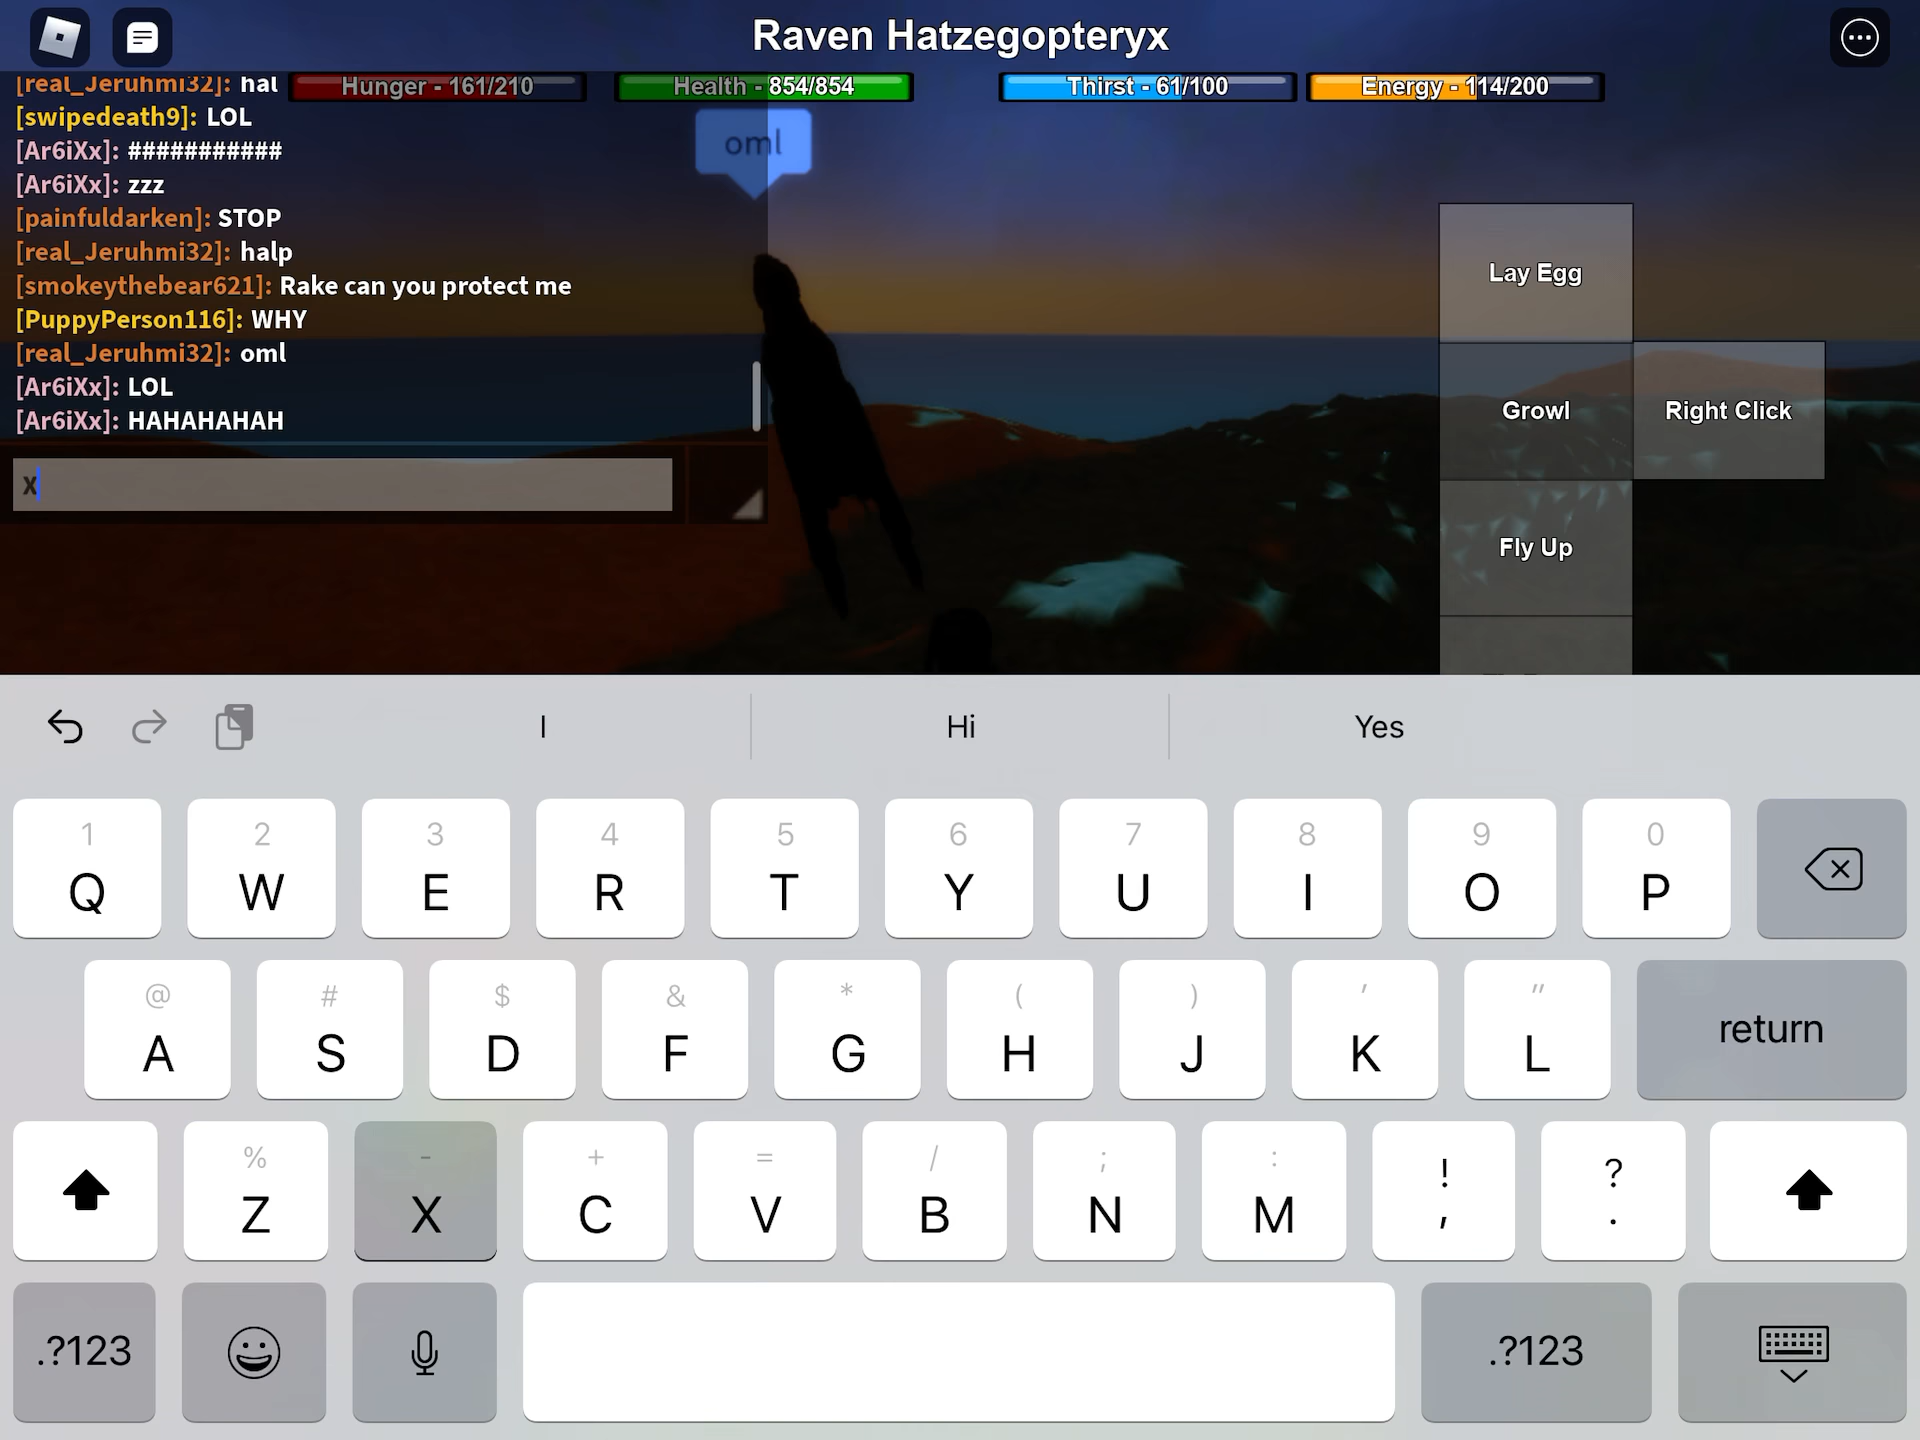 Raven Hatzegopteryx
Hunger - 161/210
Health - 854/854
Thirst - 61/100
Energy - 114/200
[real_Jeruhmi32]: hal
[swipedeath9]: LOL
[Ar6iXx]: ###########
[Ar6iXx]: zzz
[painfuldarken]: STOP
[real_Jeruhmi32]: halp
[smokeythebear621]: Rake can you protect me
[PuppyPerson116]: WHY
[real_Jeruhmi32]: oml
[Ar6iXx]: LOL
[Ar6iXx]: HAHAHAHAH
X
oml
Lay Egg
Growl
Right Click
Fly Up
I
Hi
Yes
1 2 3 4 5 6 7 8 9 0
Q W E R T Y U I O P
@ # $ & * ( ) ' "
A S D F G H J K L return
% - + = / ; : ! ?
Z X C V B N M , .
.?123
.?123